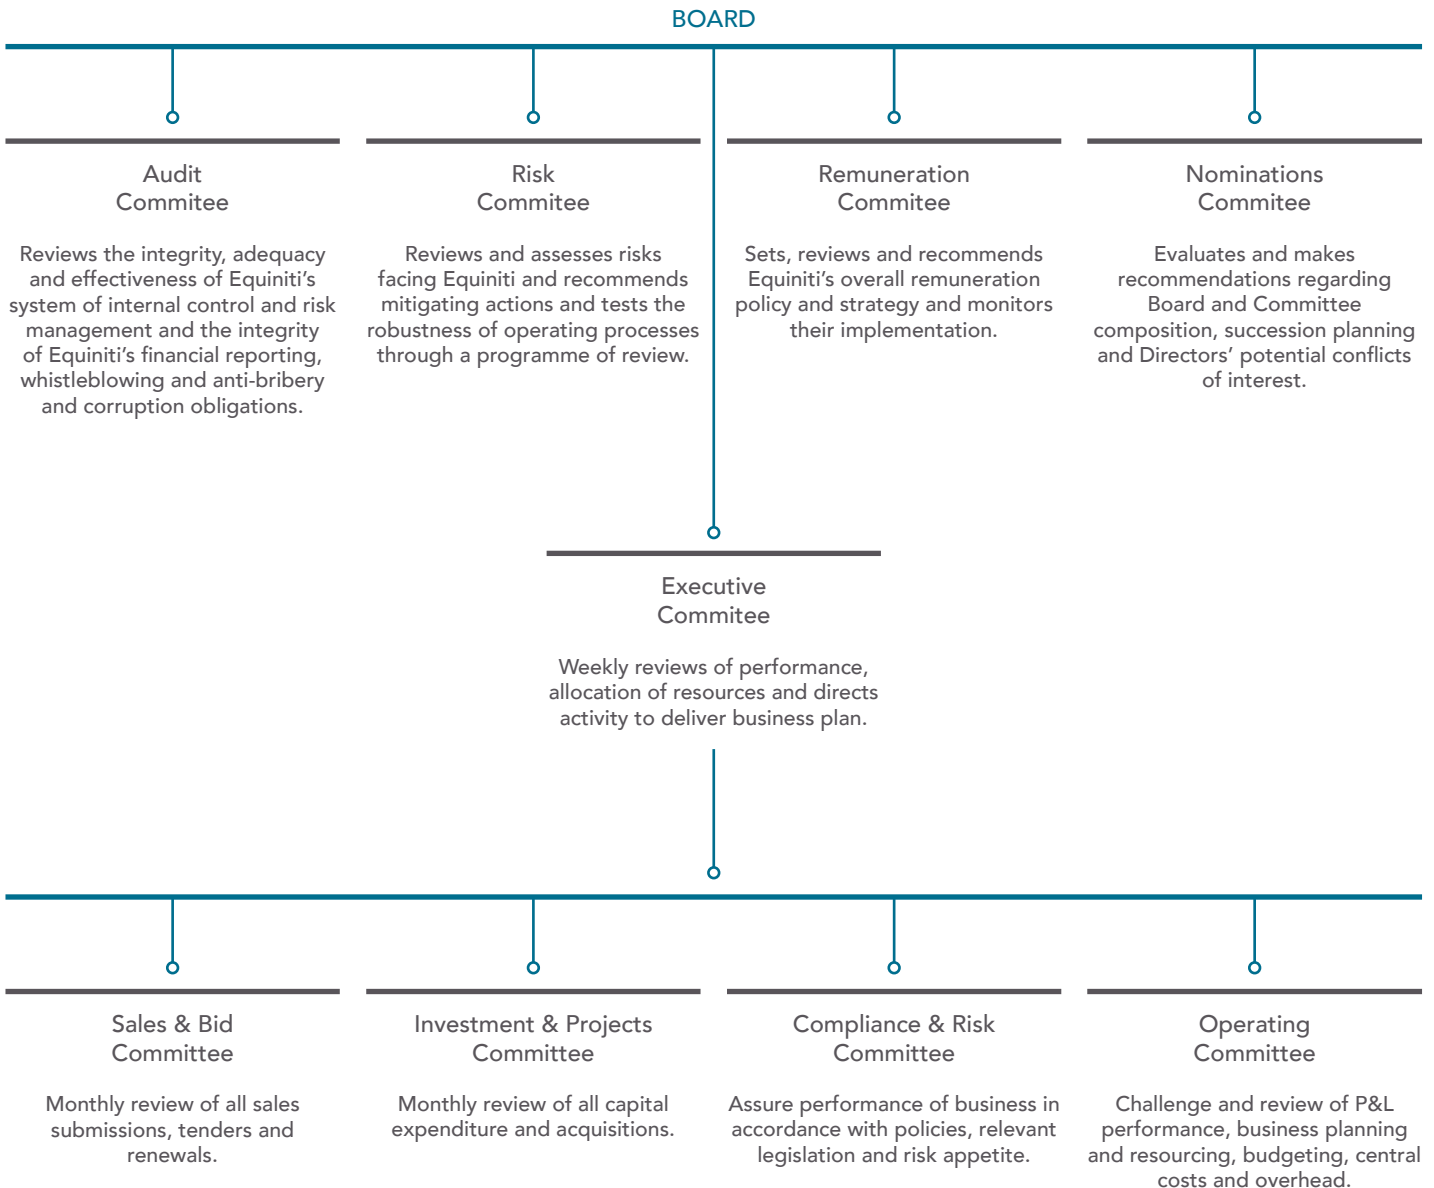 BOARD
Audit
Commitee
Reviews the integrity, adequacy
and effectiveness of Equiniti’s
system of internal control and risk
management and the integrity
of Equiniti’s financial reporting,
whistleblowing and anti-bribery
and corruption obligations.
Risk
Commitee
Reviews and assesses risks
facing Equiniti and recommends
mitigating actions and tests the
robustness of operating processes
through a programme of review.
Remuneration
Commitee
Sets, reviews and recommends
Equiniti’s overall remuneration
policy and strategy and monitors
their implementation.
Nominations
Commitee
Evaluates and makes
recommendations regarding
Board and Committee
composition, succession planning
and Directors’ potential conflicts
of interest.
Executive
Commitee
Weekly reviews of performance,
allocation of resources and directs
activity to deliver business plan.
Sales & Bid
Committee
Monthly review of all sales
submissions, tenders and
renewals.
Investment & Projects
Committee
Monthly review of all capital
expenditure and acquisitions.
Compliance & Risk
Committee
Assure performance of business in
accordance with policies, relevant
legislation and risk appetite.
Operating
Committee
Challenge and review of P&L
performance, business planning
and resourcing, budgeting, central
costs and overhead.